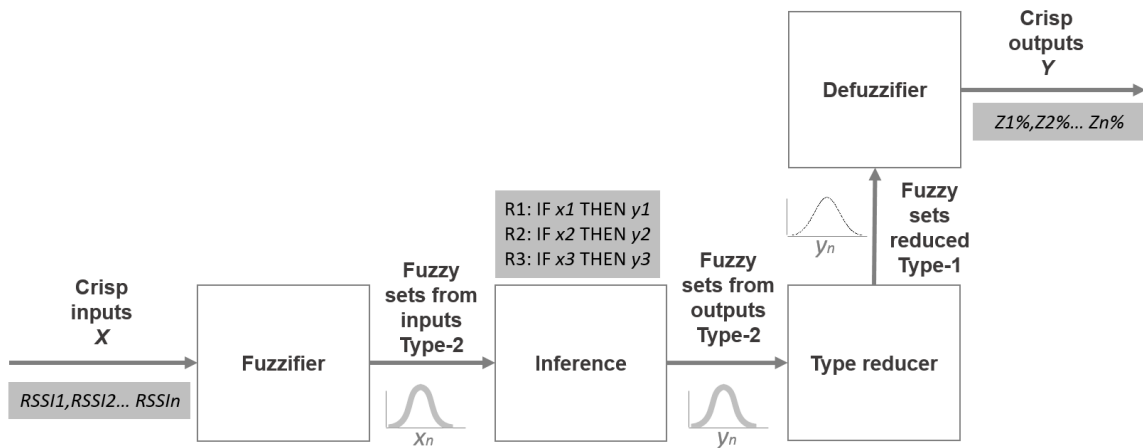 Crisp
inputs
X
RSSI1,RSSI2... RSSIn
Fuzzifier
Fuzzy
sets from
inputs
Type-2
xn
R1: IF x1 THEN y1
R2: IF x2 THEN y2
R3: IF x3 THEN y3
Inference
Fuzzy
sets from
outputs
Type-2
yn
Type reducer
Fuzzy
sets
reduced
Type-1
yn
Defuzzifier
Crisp
outputs
Y
Z1%,Z2%... Zn%